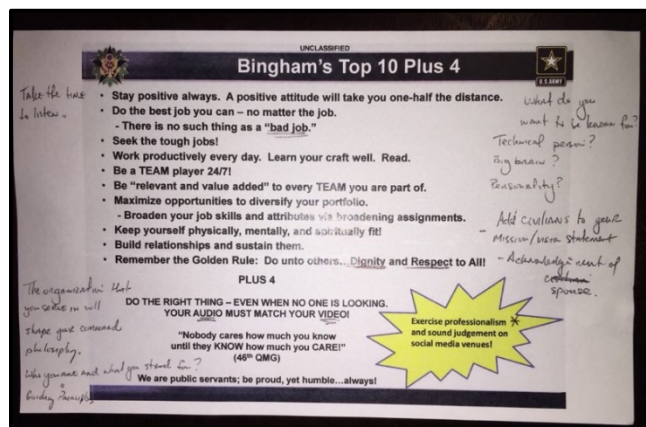 UNCLASSIFIED
Bingham's Top 10 Plus 4
U.S.ARMY
Take the time
to listen.
• Stay positive always. A positive attitude will take you one-half the distance.
• Do the best job you can – no matter the job.
- There is no such thing as a "bad job."
• Seek the tough jobs!
• Work productively every day. Learn your craft well. Read.
• Be a TEAM player 24/7!
• Be "relevant and value added" to every TEAM you are part of.
• Maximize opportunities to diversify your portfolio.
- Broaden your job skills and attributes via broadening assignments.
• Keep yourself physically, mentally, and spiritually fit!
• Build relationships and sustain them.
• Remember the Golden Rule: Do unto others... Dignity and Respect to All!
What do you
want to be known for?
Technical person?
Big brain?
Personality?
- Add civilians to your
Mission/vision statement
- Acknowledgement of
spouse.
PLUS 4
DO THE RIGHT THING – EVEN WHEN NO ONE IS LOOKING.
YOUR AUDIO MUST MATCH YOUR VIDEO!
"Nobody cares how much you know
until they KNOW how much you CARE!"
(46th QMG)
We are public servants; be proud, yet humble...always!
Exercise professionalism *
and sound judgement on
social media venues!
The organization that
you serve in will
shape your command
philosophy.
Who you are and what you stand for?
Guiding Principles